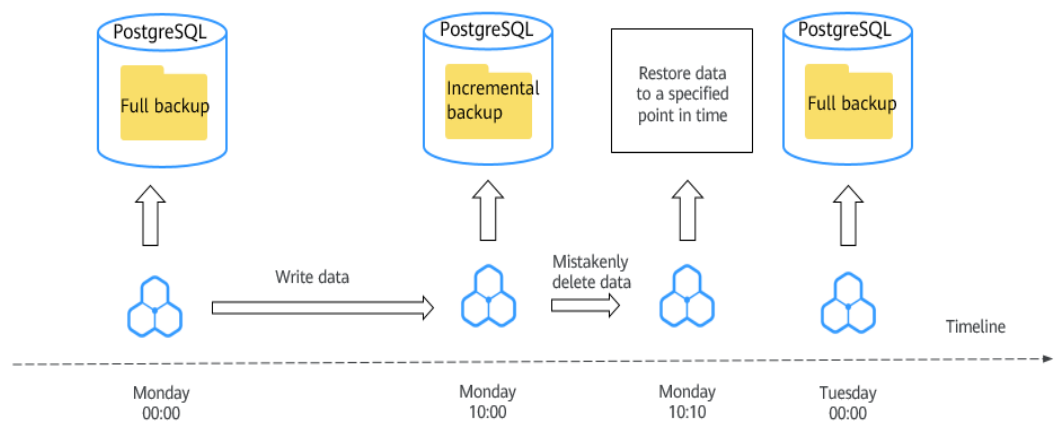 PostgreSQL
Full backup
PostgreSQL
Incremental
backup
Restore data
to a specified
point in time
PostgreSQL
Full backup
Write data
Mistakenly
delete data
Timeline
Monday
00:00
Monday
10:00
Monday
10:10
Tuesday
00:00